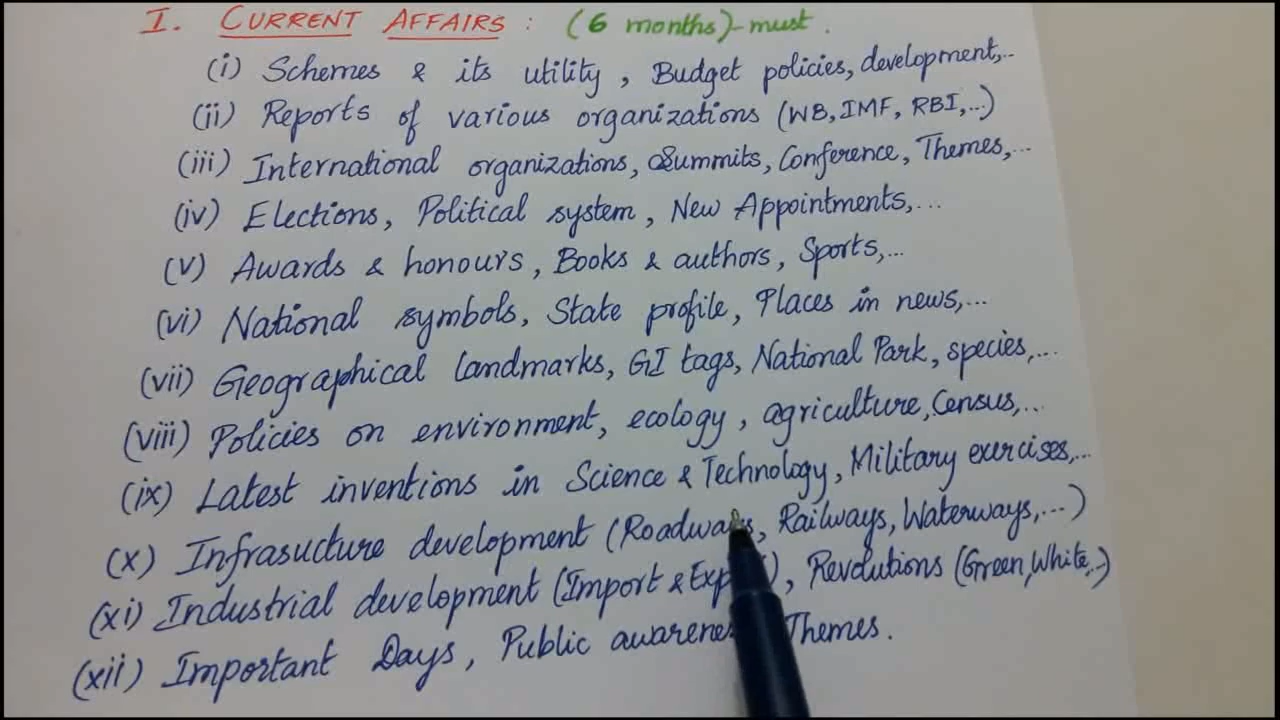 I. CURRENT AFFAIRS : (6 months)-must.
(i) Schemes & its utility, Budget policies, development,..
(ii) Reports of various organizations (WB, IMF, RBI,...)
(iii) International organizations, Summits, Conference, Themes,...
(iv) Elections, Political system, New Appointments,...
(v) Awards & honours, Books & authors, Sports,...
(vi) National symbols, State profile, Places in news,...
(vii) Geographical landmarks, GI tags, National Park, species,...
(viii) Policies on environment, ecology, agriculture, Census,...
(ix) Latest inventions in Science & Technology, Military exercises,...
(x) Infrasucture development (Roadways, Railways, Waterways,...)
(xi) Industrial development (Import & Exp), Revolutions (Green, White,..)
(xii) Important Days, Public awarene Themes.